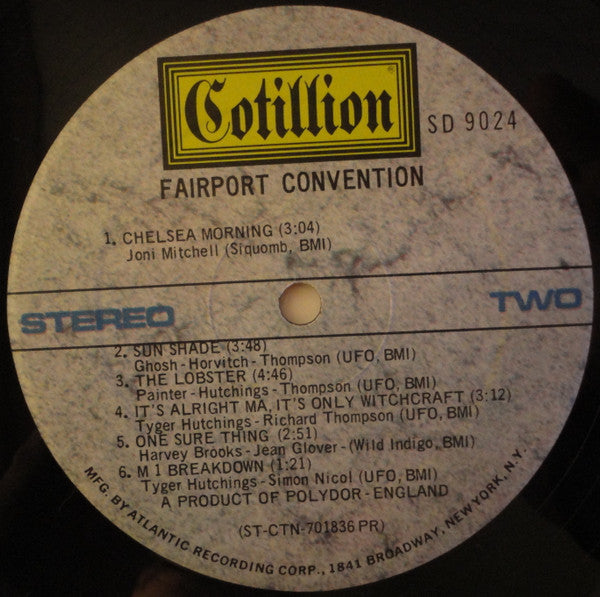 Cotillion®
SD 9024
FAIRPORT CONVENTION
1. CHELSEA MORNING (3:04)
Joni Mitchell (Siquomb, BMI)
STEREO
TWO
2. SUN SHADE (3:48)
Ghosh - Horvitch - Thompson (UFO, BMI)
3. THE LOBSTER (4:46)
Painter - Hutchings - Thompson (UFO, BMI)
4. IT'S ALRIGHT MA, IT'S ONLY WITCHCRAFT (3:12)
Tyger Hutchings - Richard Thompson (UFO, BMI)
5. ONE SURE THING (2:51)
Harvey Brooks - Jean Glover - (Wild Indigo, BMI)
6. M 1 BREAKDOWN (1:21)
Tyger Hutchings - Simon Nicol (UFO, BMI)
A PRODUCT OF POLYDOR - ENGLAND
(ST-CTN-701836 PR)
MFG. BY ATLANTIC RECORDING CORP., 1841 BROADWAY, NEW YORK, N.Y.